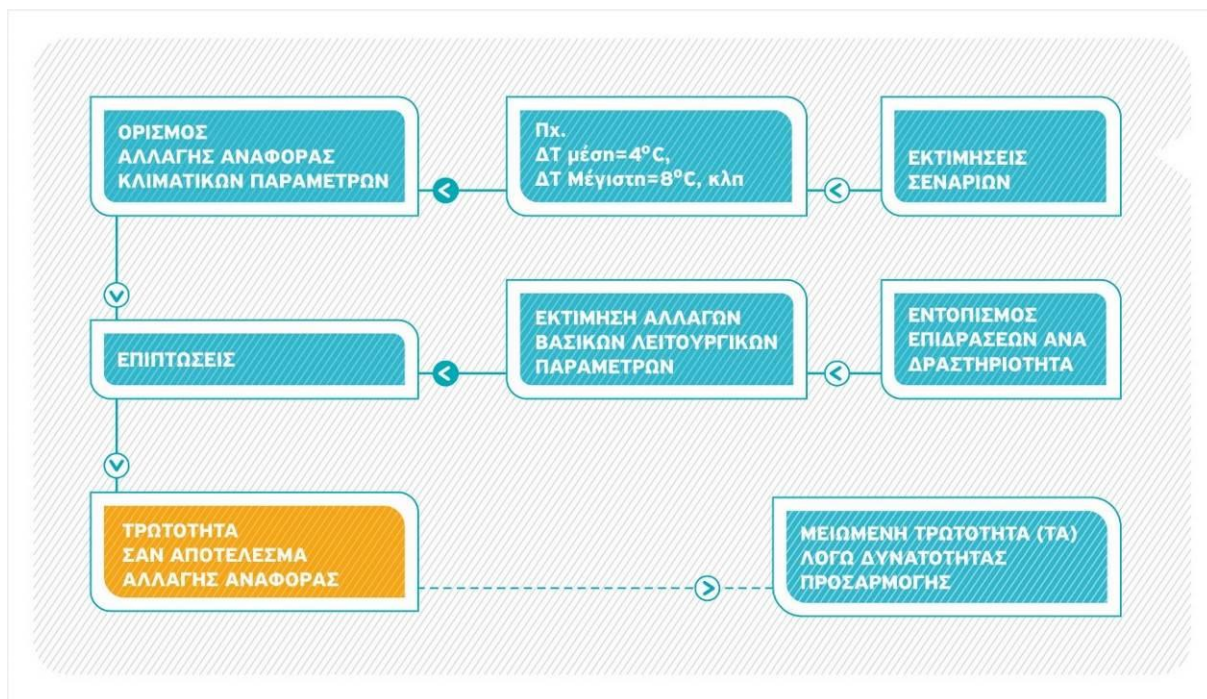 ΟΡΙΣΜΟΣ
ΑΛΛΑΓΗΣ ΑΝΑΦΟΡΑΣ
ΚΛΙΜΑΤΙΚΩΝ ΠΑΡΑΜΕΤΡΩΝ
Πχ.
ΔΤ μέση=4°C,
ΔΤ Μέγιστη=8°C, κλπ
ΕΚΤΙΜΗΣΕΙΣ
ΣΕΝΑΡΙΩΝ
ΕΠΙΠΤΩΣΕΙΣ
ΕΚΤΙΜΗΣΗ ΑΛΛΑΓΩΝ
ΒΑΣΙΚΩΝ ΛΕΙΤΟΥΡΓΙΚΩΝ
ΠΑΡΑΜΕΤΡΩΝ
ΕΝΤΟΠΙΣΜΟΣ
ΕΠΙΔΡΑΣΕΩΝ ΑΝΑ
ΔΡΑΣΤΗΡΙΟΤΗΤΑ
ΤΡΩΤΟΤΗΤΑ
ΣΑΝ ΑΠΟΤΕΛΕΣΜΑ
ΑΛΛΑΓΗΣ ΑΝΑΦΟΡΑΣ
ΜΕΙΩΜΕΝΗ ΤΡΩΤΟΤΗΤΑ (ΤΑ)
ΛΟΓΩ ΔΥΝΑΤΟΤΗΤΑΣ
ΠΡΟΣΑΡΜΟΓΗΣ